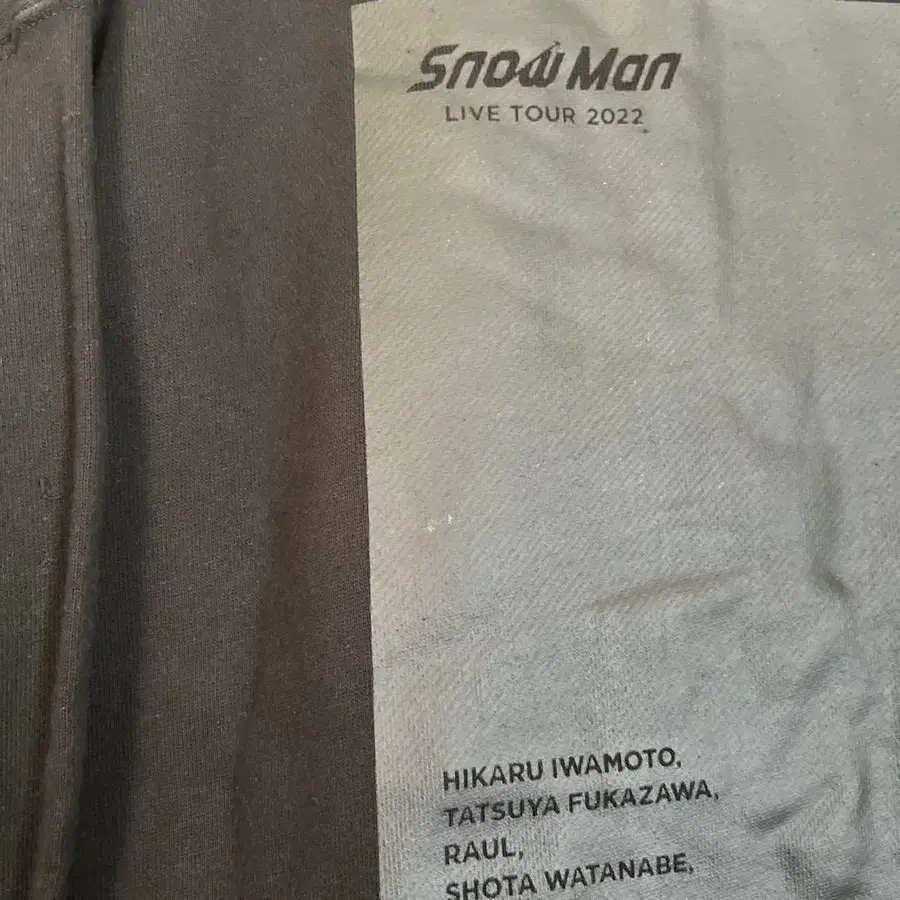 Snow Man
LIVE TOUR 2022
HIKARU IWAMOTO,
TATSUYA FUKAZAWA,
RAUL,
SHOTA WATANABE,